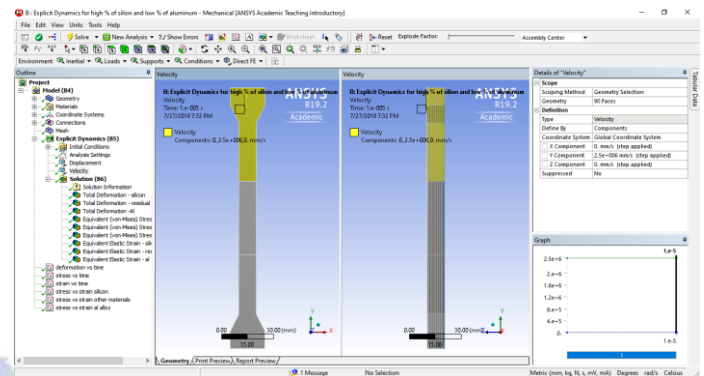 B : Explicit Dynamics for high % of silion and low % of aluminum - Mechanical [ANSYS Academic Teaching Introductory]
File Edit View Units Tools Help
Solve New Analysis ?/ Show Errors Worksheet Reset Explode Factor: Assembly Center
Environment Inertial Loads Supports Conditions Direct FE
Outline
Project
Model (B4)
Geometry
Materials
Coordinate Systems
Connections
Mesh
Explicit Dynamics (B5)
Initial Conditions
Analysis Settings
Displacement
Velocity
Solution (B6)
Solution Information
Total Deformation - silicon
Total Deformation - residual
Total Deformation -Al
Equivalent (von-Mises) Stres
Equivalent (von-Mises) Stres
Equivalent (von-Mises) Stres
Equivalent Elastic Strain - sili
Equivalent Elastic Strain - res
Equivalent Elastic Strain - al
deformation vs time
stress vs time
strain vs time
stress vs strain silicon
stress vs strain other materials
stress vs strain al alloy
Velocity
B: Explicit Dynamics for high % of silion and low % of aluminum
Velocity
Time: 1.e-005 s
7/27/2019 7:32 PM
Velocity
Components: 0.,2.5e+006,0. mm/s
ANSYS
R19.2
Academic
0.00 30.00 (mm)
15.00
Y
X
Velocity
B: Explicit Dynamics for high % of silion and low % of aluminum
Velocity
Time: 1.e-005 s
7/27/2019 7:32 PM
Velocity
Components: 0.,2.5e+006,0. mm/s
ANSYS
R19.2
Academic
0.00 30.00 (mm)
15.00
Y
X
Geometry Print Preview Report Preview
Details of "Velocity"
Scope
Scoping Method Geometry Selection
Geometry 90 Faces
Definition
Type Velocity
Define By Components
Coordinate System Global Coordinate System
X Component 0. mm/s (step applied)
Y Component 2.5e+006 mm/s (step applied)
Z Component 0. mm/s (step applied)
Suppressed No
Tabular Data
Graph
1.e-5
2.5e+6
2.e+6
1.6e+6
1.2e+6
8.e+5
4.e+5
0.
1.e-5
1
1 Message No Selection Metric (mm, kg, N, s, mV, mA) Degrees rad/s Celsius